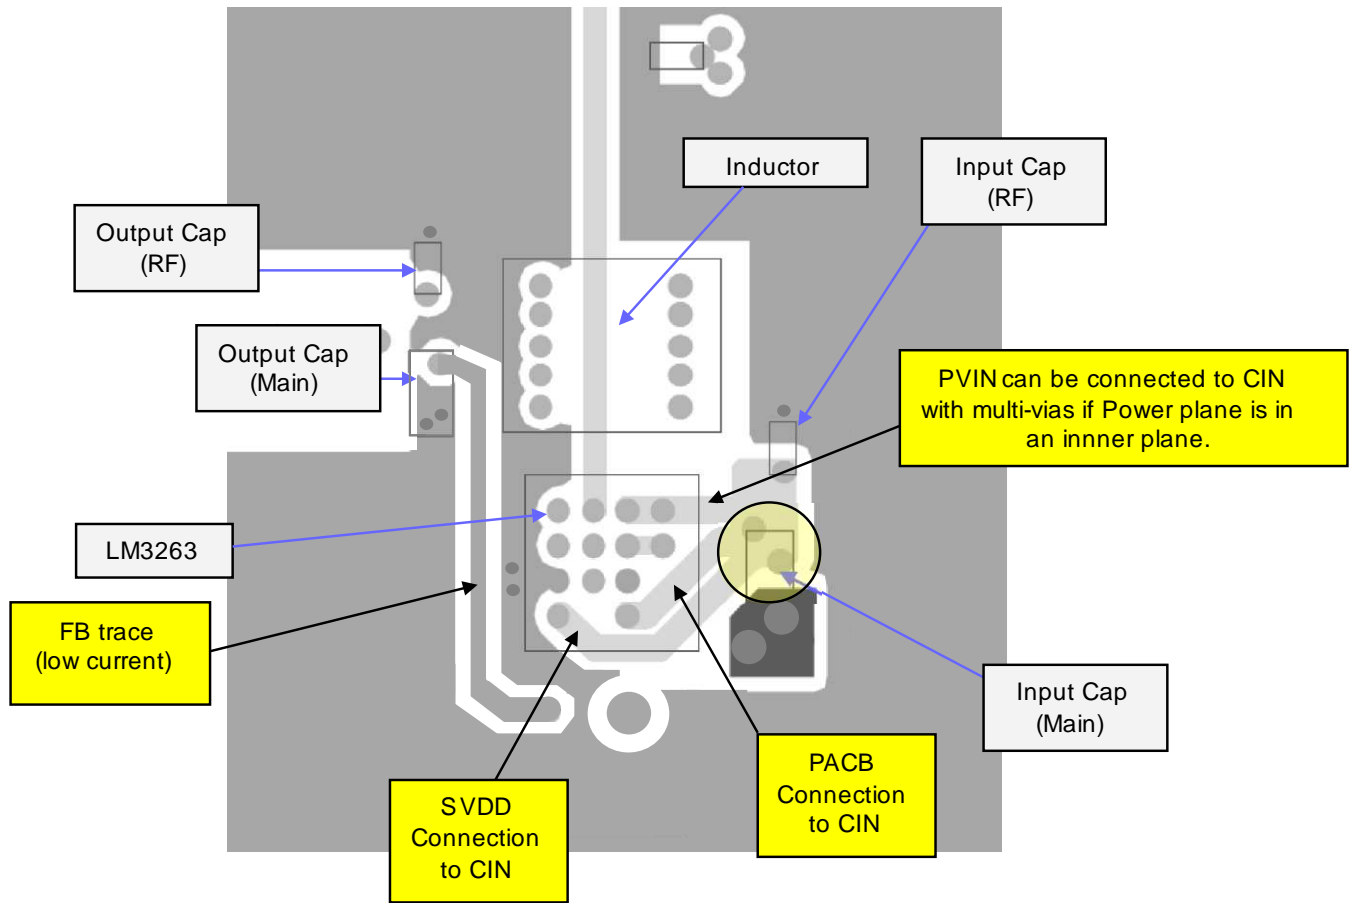 Inductor
Input Cap
(RF)
Output Cap
(RF)
Output Cap
(Main)
PVIN can be connected to CIN
with multi-vias if Power plane is in
an innner plane.
LM3263
FB trace
(low current)
Input Cap
(Main)
PACB
Connection
to CIN
SVDD
Connection
to CIN